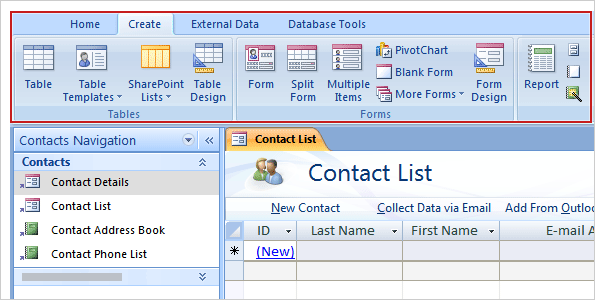 Home Create External Data Database Tools
Table
Table Templates
SharePoint Lists
Table Design
Tables
Form
Split Form
Multiple Items
PivotChart
Blank Form
More Forms
Form Design
Forms
Report
Contacts Navigation
Contacts
Contact Details
Contact List
Contact Address Book
Contact Phone List
Contact List
Contact List
New Contact Collect Data via Email Add From Outlo
ID Last Name First Name E-mail A
(New)